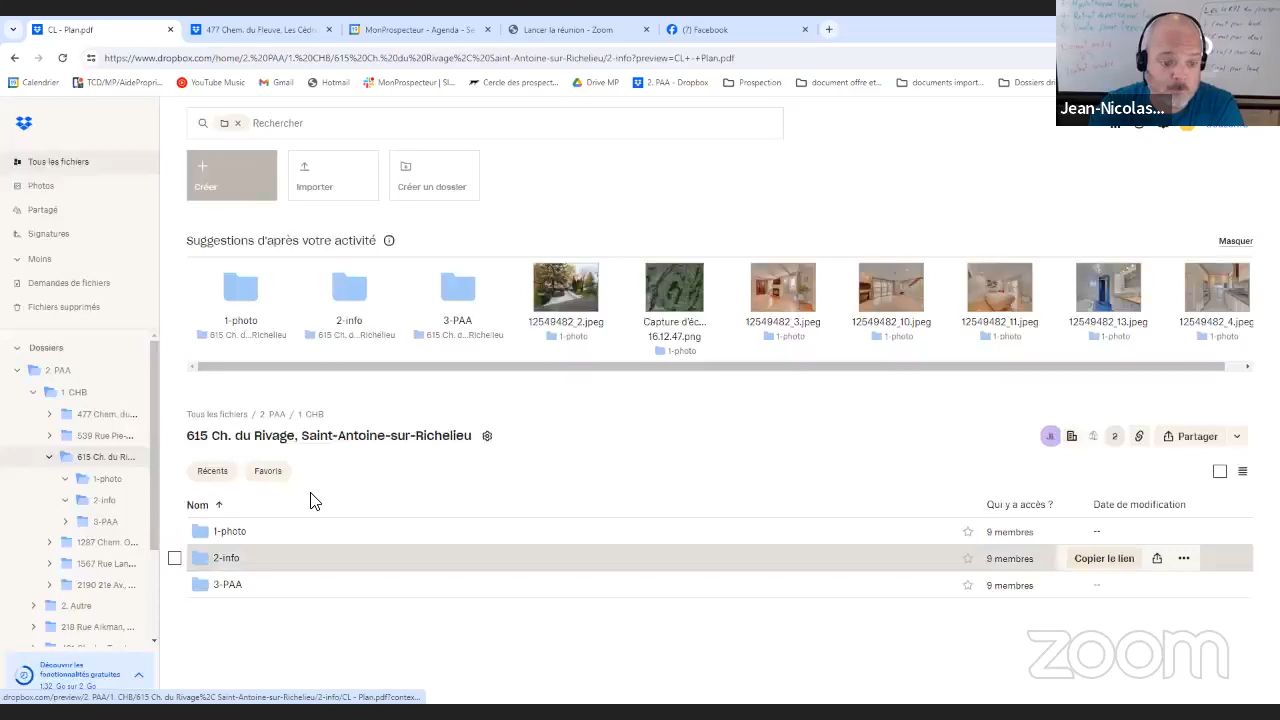 CL - Plan.pdf
477 Chem. du Fleuve, Les Cèdr
MonProspecteur - Agenda - Se
Lancer la réunion - Zoom
(7) Facebook
https://www.dropbox.com/home/2.%20PAA/1.%20CHB/615%20Ch.%20du%20Rivage%2C%20Saint-Antoine-sur-Richelieu/2-info?preview=CL+-+Plan.pdf
Calendrier
TCD/MP/AideProprie...
YouTube Music
Gmail
Hotmail
MonProspecteur | Sl...
Cercle des prospect...
Drive MP
2. PAA - Dropbox
Prospection
document offre et e...
documents import...
Dossiers dr
Jean-Nicolas...
Rechercher
Créer
Importer
Créer un dossier
Tous les fichiers
Photos
Partagé
Signatures
Moins
Demandes de fichiers
Fichiers supprimés
Suggestions d'après votre activité
Masquer
1-photo
615 Ch. d...Richelieu
2-info
615 Ch. d...Richelieu
3-PAA
615 Ch. d...Richelieu
12549482_2.jpeg
1-photo
Capture d'éc...
16.12.47.png
1-photo
12549482_3.jpeg
1-photo
12549482_10.jpeg
1-photo
12549482_11.jpeg
1-photo
12549482_13.jpeg
1-photo
12549482_4.jpeg
1-photo
Dossiers
2. PAA
1. CHB
477 Chem. du...
539 Rue Pie-...
615 Ch. du Ri...
1-photo
2-info
3-PAA
1287 Chem. G...
1567 Rue Lan...
2190 21e Av., ...
2. Autre
218 Rue Aikman, ...
Tous les fichiers / 2. PAA / 1. CHB
615 Ch. du Rivage, Saint-Antoine-sur-Richelieu
2
Partager
Récents
Favoris
Nom
Qui y a accès ?
Date de modification
1-photo
9 membres
--
2-info
9 membres
Copier le lien
3-PAA
9 membres
--
Découvrir les
fonctionnalités gratuites
1,32 Go sur 2 Go
dropbox.com/preview/2. PAA/1. CHB/615 Ch. du Rivage%2C Saint-Antoine-sur-Richelieu/2-info/CL - Plan.pdf?contex...
zoom